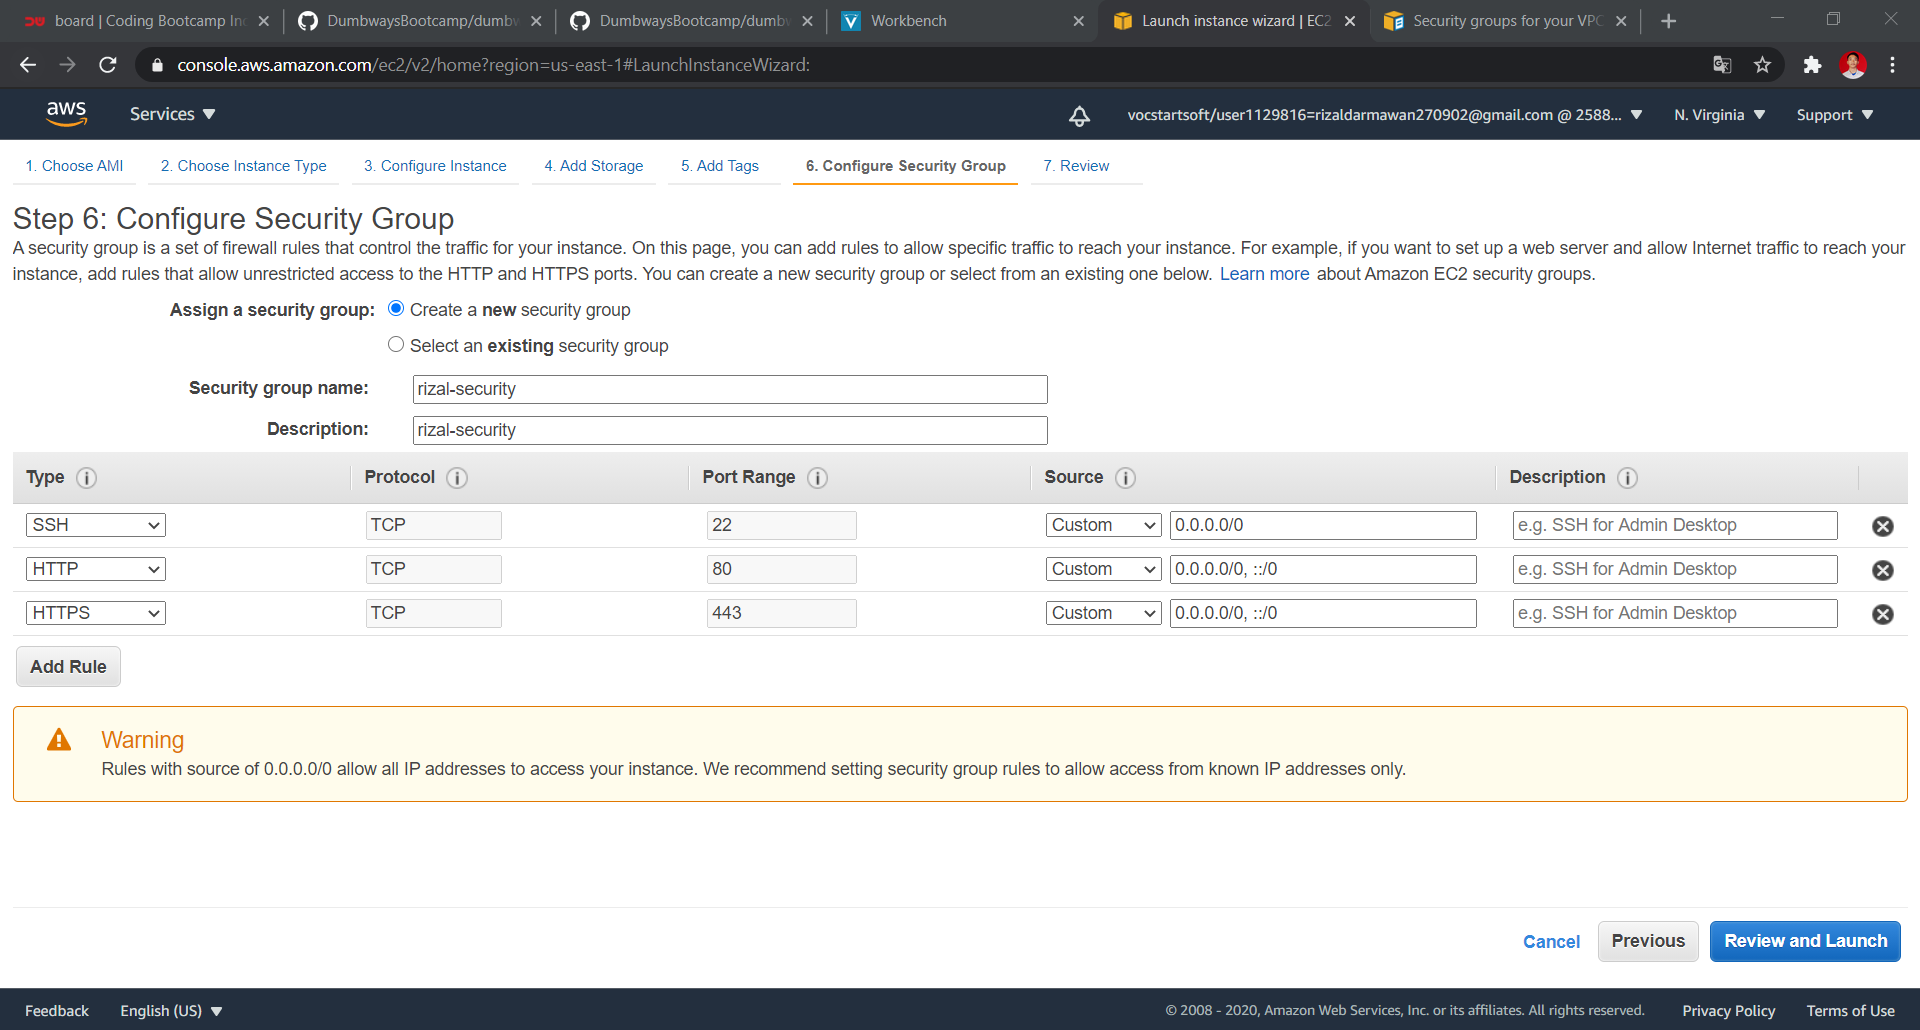 board | Coding Bootcamp In
DumbwaysBootcamp/dumbw
DumbwaysBootcamp/dumbw
Workbench
Launch instance wizard | EC2
Security groups for your VPC
console.aws.amazon.com/ec2/v2/home?region=us-east-1#LaunchInstanceWizard:
aws
Services
vocstartsoft/user1129816=rizaldarmawan270902@gmail.com @ 2588...
N. Virginia
Support
1. Choose AMI
2. Choose Instance Type
3. Configure Instance
4. Add Storage
5. Add Tags
6. Configure Security Group
7. Review
Step 6: Configure Security Group
A security group is a set of firewall rules that control the traffic for your instance. On this page, you can add rules to allow specific traffic to reach your instance. For example, if you want to set up a web server and allow Internet traffic to reach your
instance, add rules that allow unrestricted access to the HTTP and HTTPS ports. You can create a new security group or select from an existing one below. Learn more about Amazon EC2 security groups.
Assign a security group: Create a new security group
Select an existing security group
Security group name: rizal-security
Description: rizal-security
Type Protocol Port Range Source Description
SSH TCP 22 Custom 0.0.0.0/0 e.g. SSH for Admin Desktop
HTTP TCP 80 Custom 0.0.0.0/0, ::/0 e.g. SSH for Admin Desktop
HTTPS TCP 443 Custom 0.0.0.0/0, ::/0 e.g. SSH for Admin Desktop
Add Rule
Warning
Rules with source of 0.0.0.0/0 allow all IP addresses to access your instance. We recommend setting security group rules to allow access from known IP addresses only.
Cancel
Previous
Review and Launch
Feedback
English (US)
© 2008 - 2020, Amazon Web Services, Inc. or its affiliates. All rights reserved.
Privacy Policy
Terms of Use